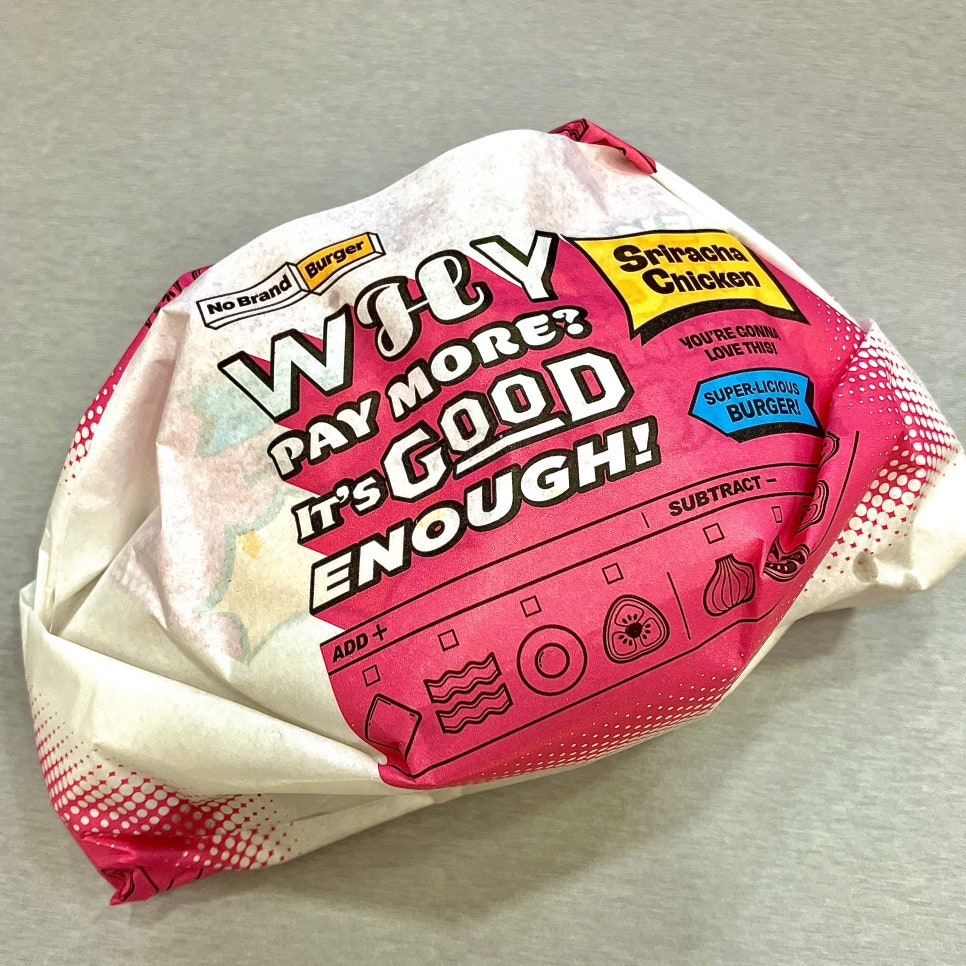 No Brand Burger
WHY
PAY MORE?
IT'S GOOD
ENOUGH!
Sriracha
Chicken
YOU'RE GONNA
LOVE THIS!
SUPER-LICIOUS
BURGER!
ADD +
SUBTRACT -